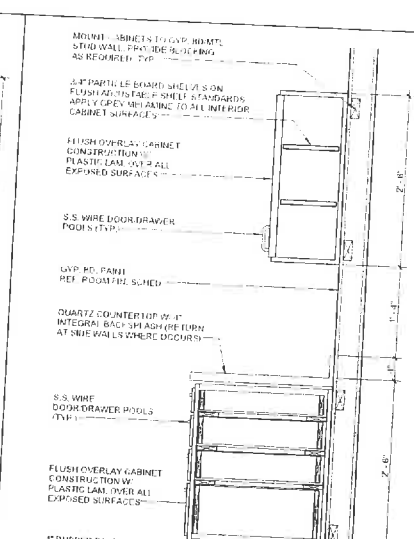 MOUNT CABINETS TO GYP. BD/MTL
STUD WALL, PROVIDE BLOCKING
AS REQUIRED, TYP.
3/4" PARTICLE BOARD SHELVES ON
FLUSH ADJUSTABLE SHELF STANDARDS
APPLY GREY MELAMINE TO ALL INTERIOR
CABINET SURFACES
FLUSH OVERLAY CABINET
CONSTRUCTION W/
PLASTIC LAM. OVER ALL
EXPOSED SURFACES
2'-6"
S.S. WIRE DOOR/DRAWER
POOLS (TYP.)
GYP. BD. PAINT
REF. ROOM FIN. SCHED
QUARTZ COUNTERTOP W/ 4"
INTEGRAL BACKSPLASH (RETURN
AT SIDE WALLS WHERE OCCURS)
1'-4"
4"
S.S. WIRE
DOOR/DRAWER POOLS
(TYP.)
FLUSH OVERLAY CABINET
CONSTRUCTION W/
PLASTIC LAM. OVER ALL
EXPOSED SURFACES
2'-6"